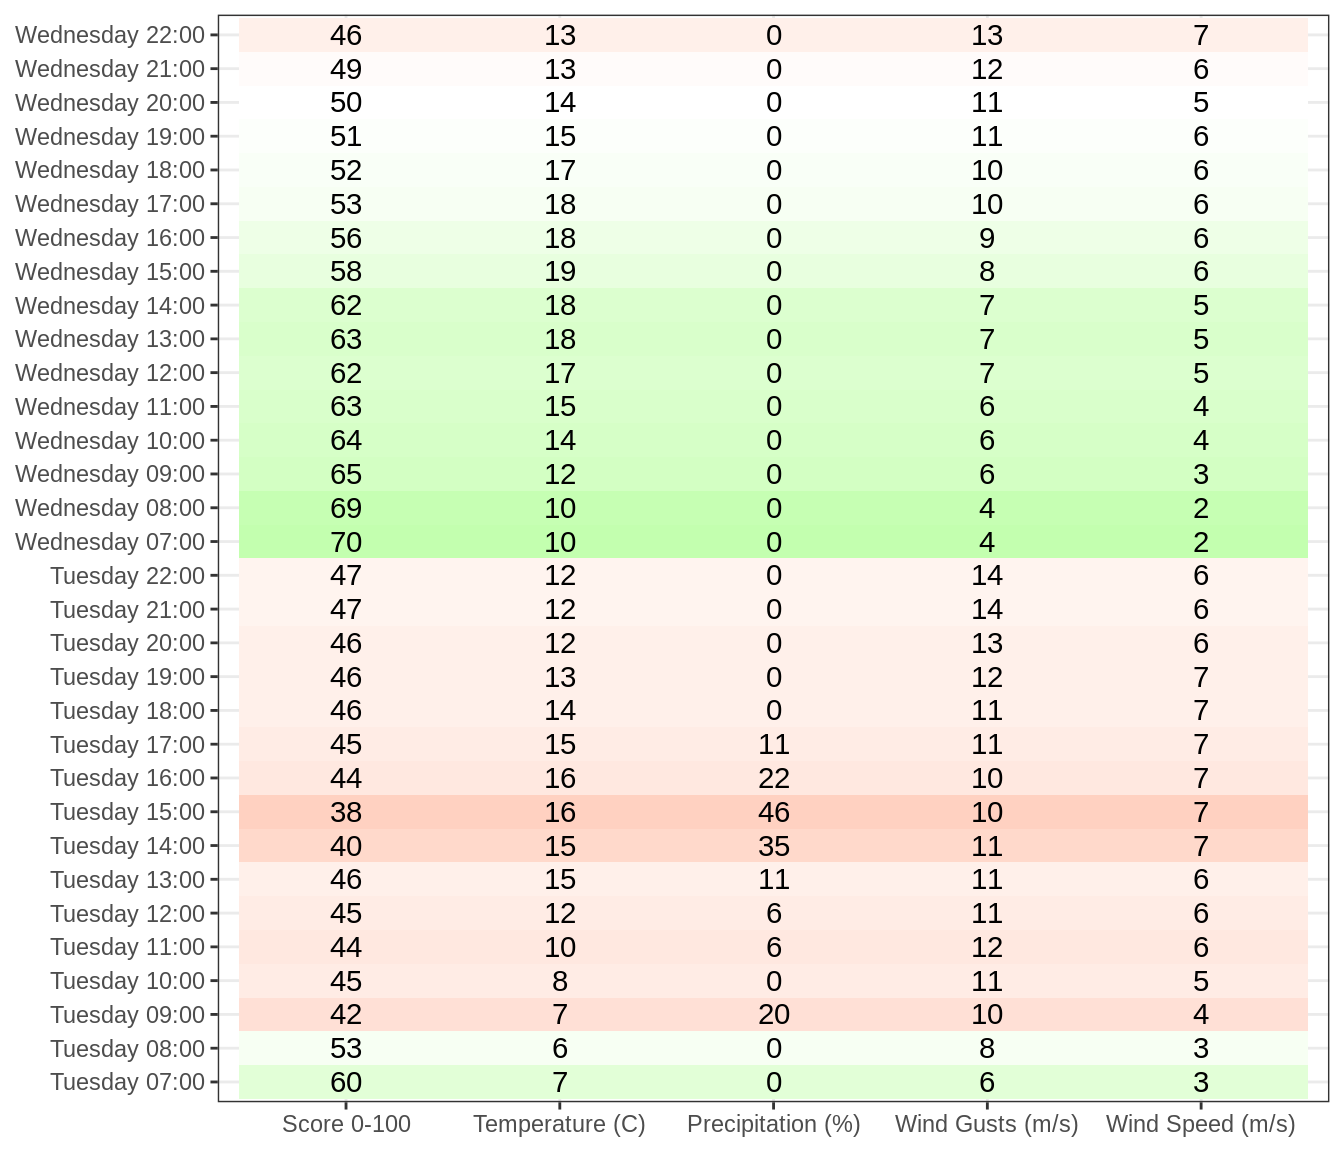 Wednesday 22:00 46 13 0 13 7
Wednesday 21:00 49 13 0 12 6
Wednesday 20:00 50 14 0 11 5
Wednesday 19:00 51 15 0 11 6
Wednesday 18:00 52 17 0 10 6
Wednesday 17:00 53 18 0 10 6
Wednesday 16:00 56 18 0 9 6
Wednesday 15:00 58 19 0 8 6
Wednesday 14:00 62 18 0 7 5
Wednesday 13:00 63 18 0 7 5
Wednesday 12:00 62 17 0 7 5
Wednesday 11:00 63 15 0 6 4
Wednesday 10:00 64 14 0 6 4
Wednesday 09:00 65 12 0 6 3
Wednesday 08:00 69 10 0 4 2
Wednesday 07:00 70 10 0 4 2
Tuesday 22:00 47 12 0 14 6
Tuesday 21:00 47 12 0 14 6
Tuesday 20:00 46 12 0 13 6
Tuesday 19:00 46 13 0 12 7
Tuesday 18:00 46 14 0 11 7
Tuesday 17:00 45 15 11 11 7
Tuesday 16:00 44 16 22 10 7
Tuesday 15:00 38 16 46 10 7
Tuesday 14:00 40 15 35 11 7
Tuesday 13:00 46 15 11 11 6
Tuesday 12:00 45 12 6 11 6
Tuesday 11:00 44 10 6 12 6
Tuesday 10:00 45 8 0 11 5
Tuesday 09:00 42 7 20 10 4
Tuesday 08:00 53 6 0 8 3
Tuesday 07:00 60 7 0 6 3
Score 0-100 Temperature (C) Precipitation (%) Wind Gusts (m/s) Wind Speed (m/s)